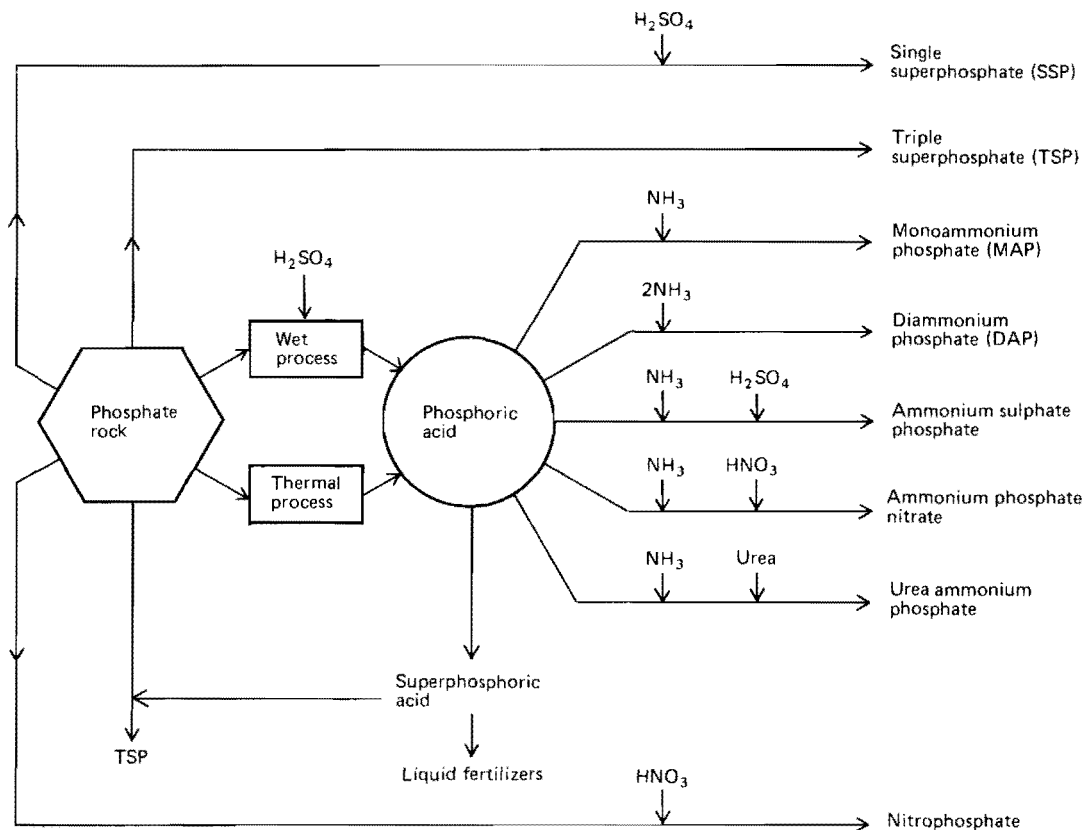 H2SO4
Single
superphosphate (SSP)
Triple
superphosphate (TSP)
NH3
Monoammonium
phosphate (MAP)
H2SO4
2NH3
Diammonium
phosphate (DAP)
Wet
process
NH3
H2SO4
Phosphate
rock
Phosphoric
acid
Ammonium sulphate
phosphate
NH3
HNO3
Thermal
process
Ammonium phosphate
nitrate
NH3
Urea
Urea ammonium
phosphate
Superphosphoric
acid
TSP
Liquid fertilizers
HNO3
Nitrophosphate